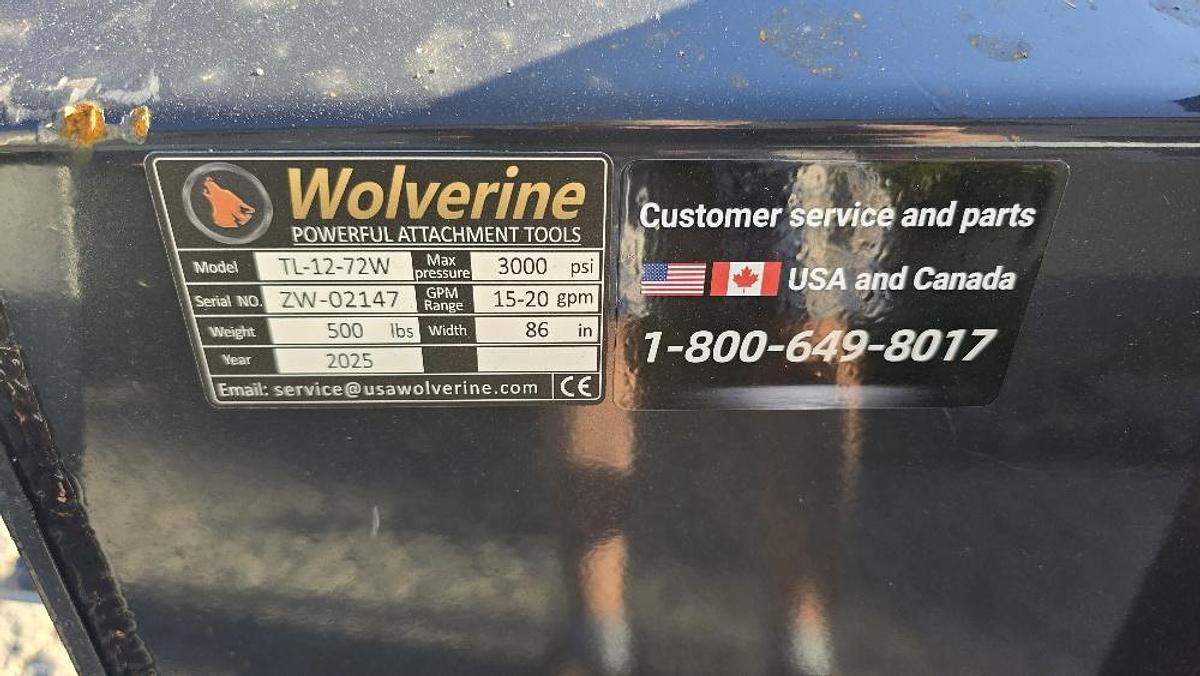 Wolverine
POWERFUL ATTACHMENT TOOLS
Model TL-12-72W Max pressure 3000 psi
Serial NO. ZW-02147 GPM Range 15-20 gpm
Weight 500 lbs Width 86 in
Year 2025
Email: service@usawolverine.com CE
Customer service and parts
USA and Canada
1-800-649-8017